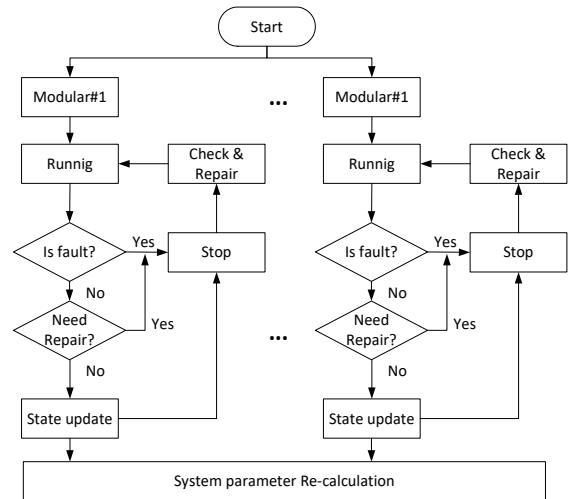 Start
Modular#1
...
Modular#1
Runnig
Check &
Repair
Runnig
Check &
Repair
Is fault?
Yes
Stop
Is fault?
Yes
Stop
No
No
Need
Repair?
Yes
...
Need
Repair?
Yes
No
No
State update
State update
System parameter Re-calculation